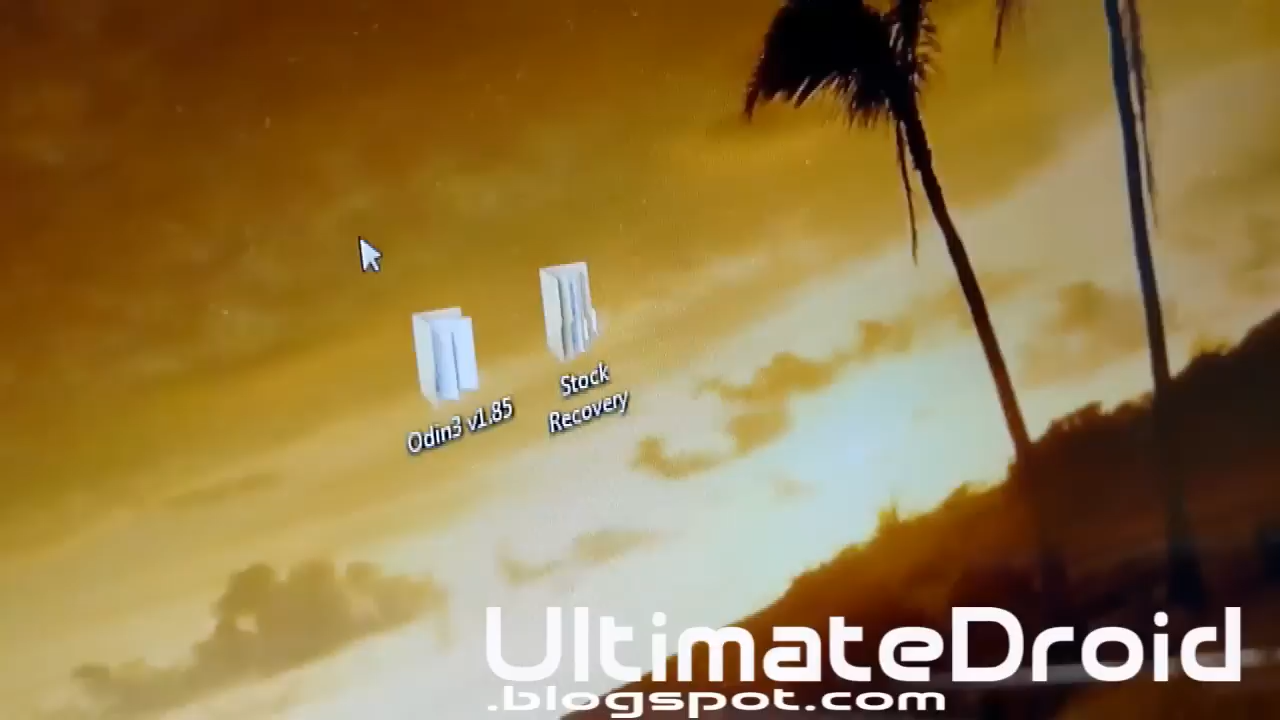 Odin3 v1.85
Stock
Recovery
UltimateDroid
.blogspot.com